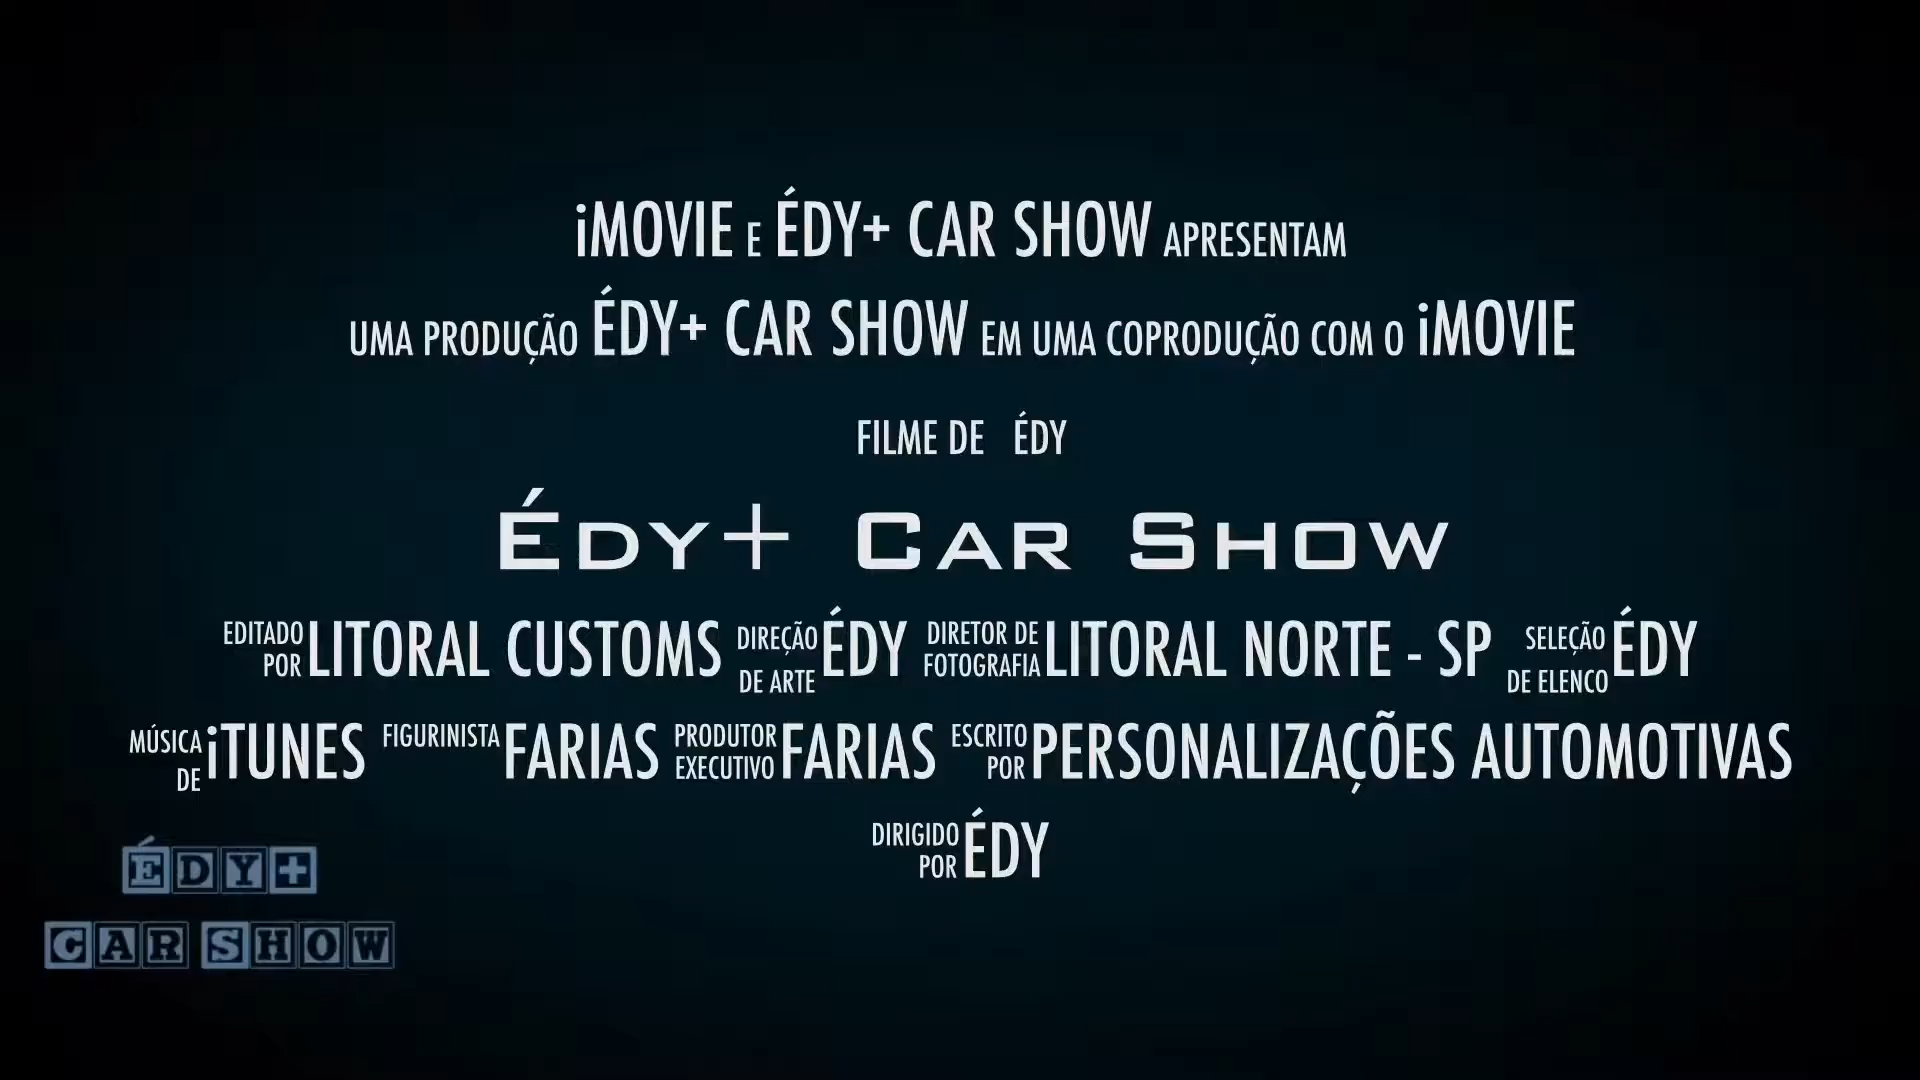 iMOVIE E ÉDY+ CAR SHOW APRESENTAM
UMA PRODUÇÃO ÉDY+ CAR SHOW EM UMA COPRODUÇÃO COM O iMOVIE
FILME DE ÉDY
ÉDY+ CAR SHOW
EDITADO POR LITORAL CUSTOMS DIREÇÃO DE ARTE ÉDY DIRETOR DE FOTOGRAFIA LITORAL NORTE - SP SELEÇÃO DE ELENCO ÉDY
MÚSICA DE iTUNES FIGURINISTA FARIAS PRODUTOR EXECUTIVO FARIAS ESCRITO POR PERSONALIZAÇÕES AUTOMOTIVAS
DIRIGIDO POR ÉDY
ÉDY+
CAR SHOW